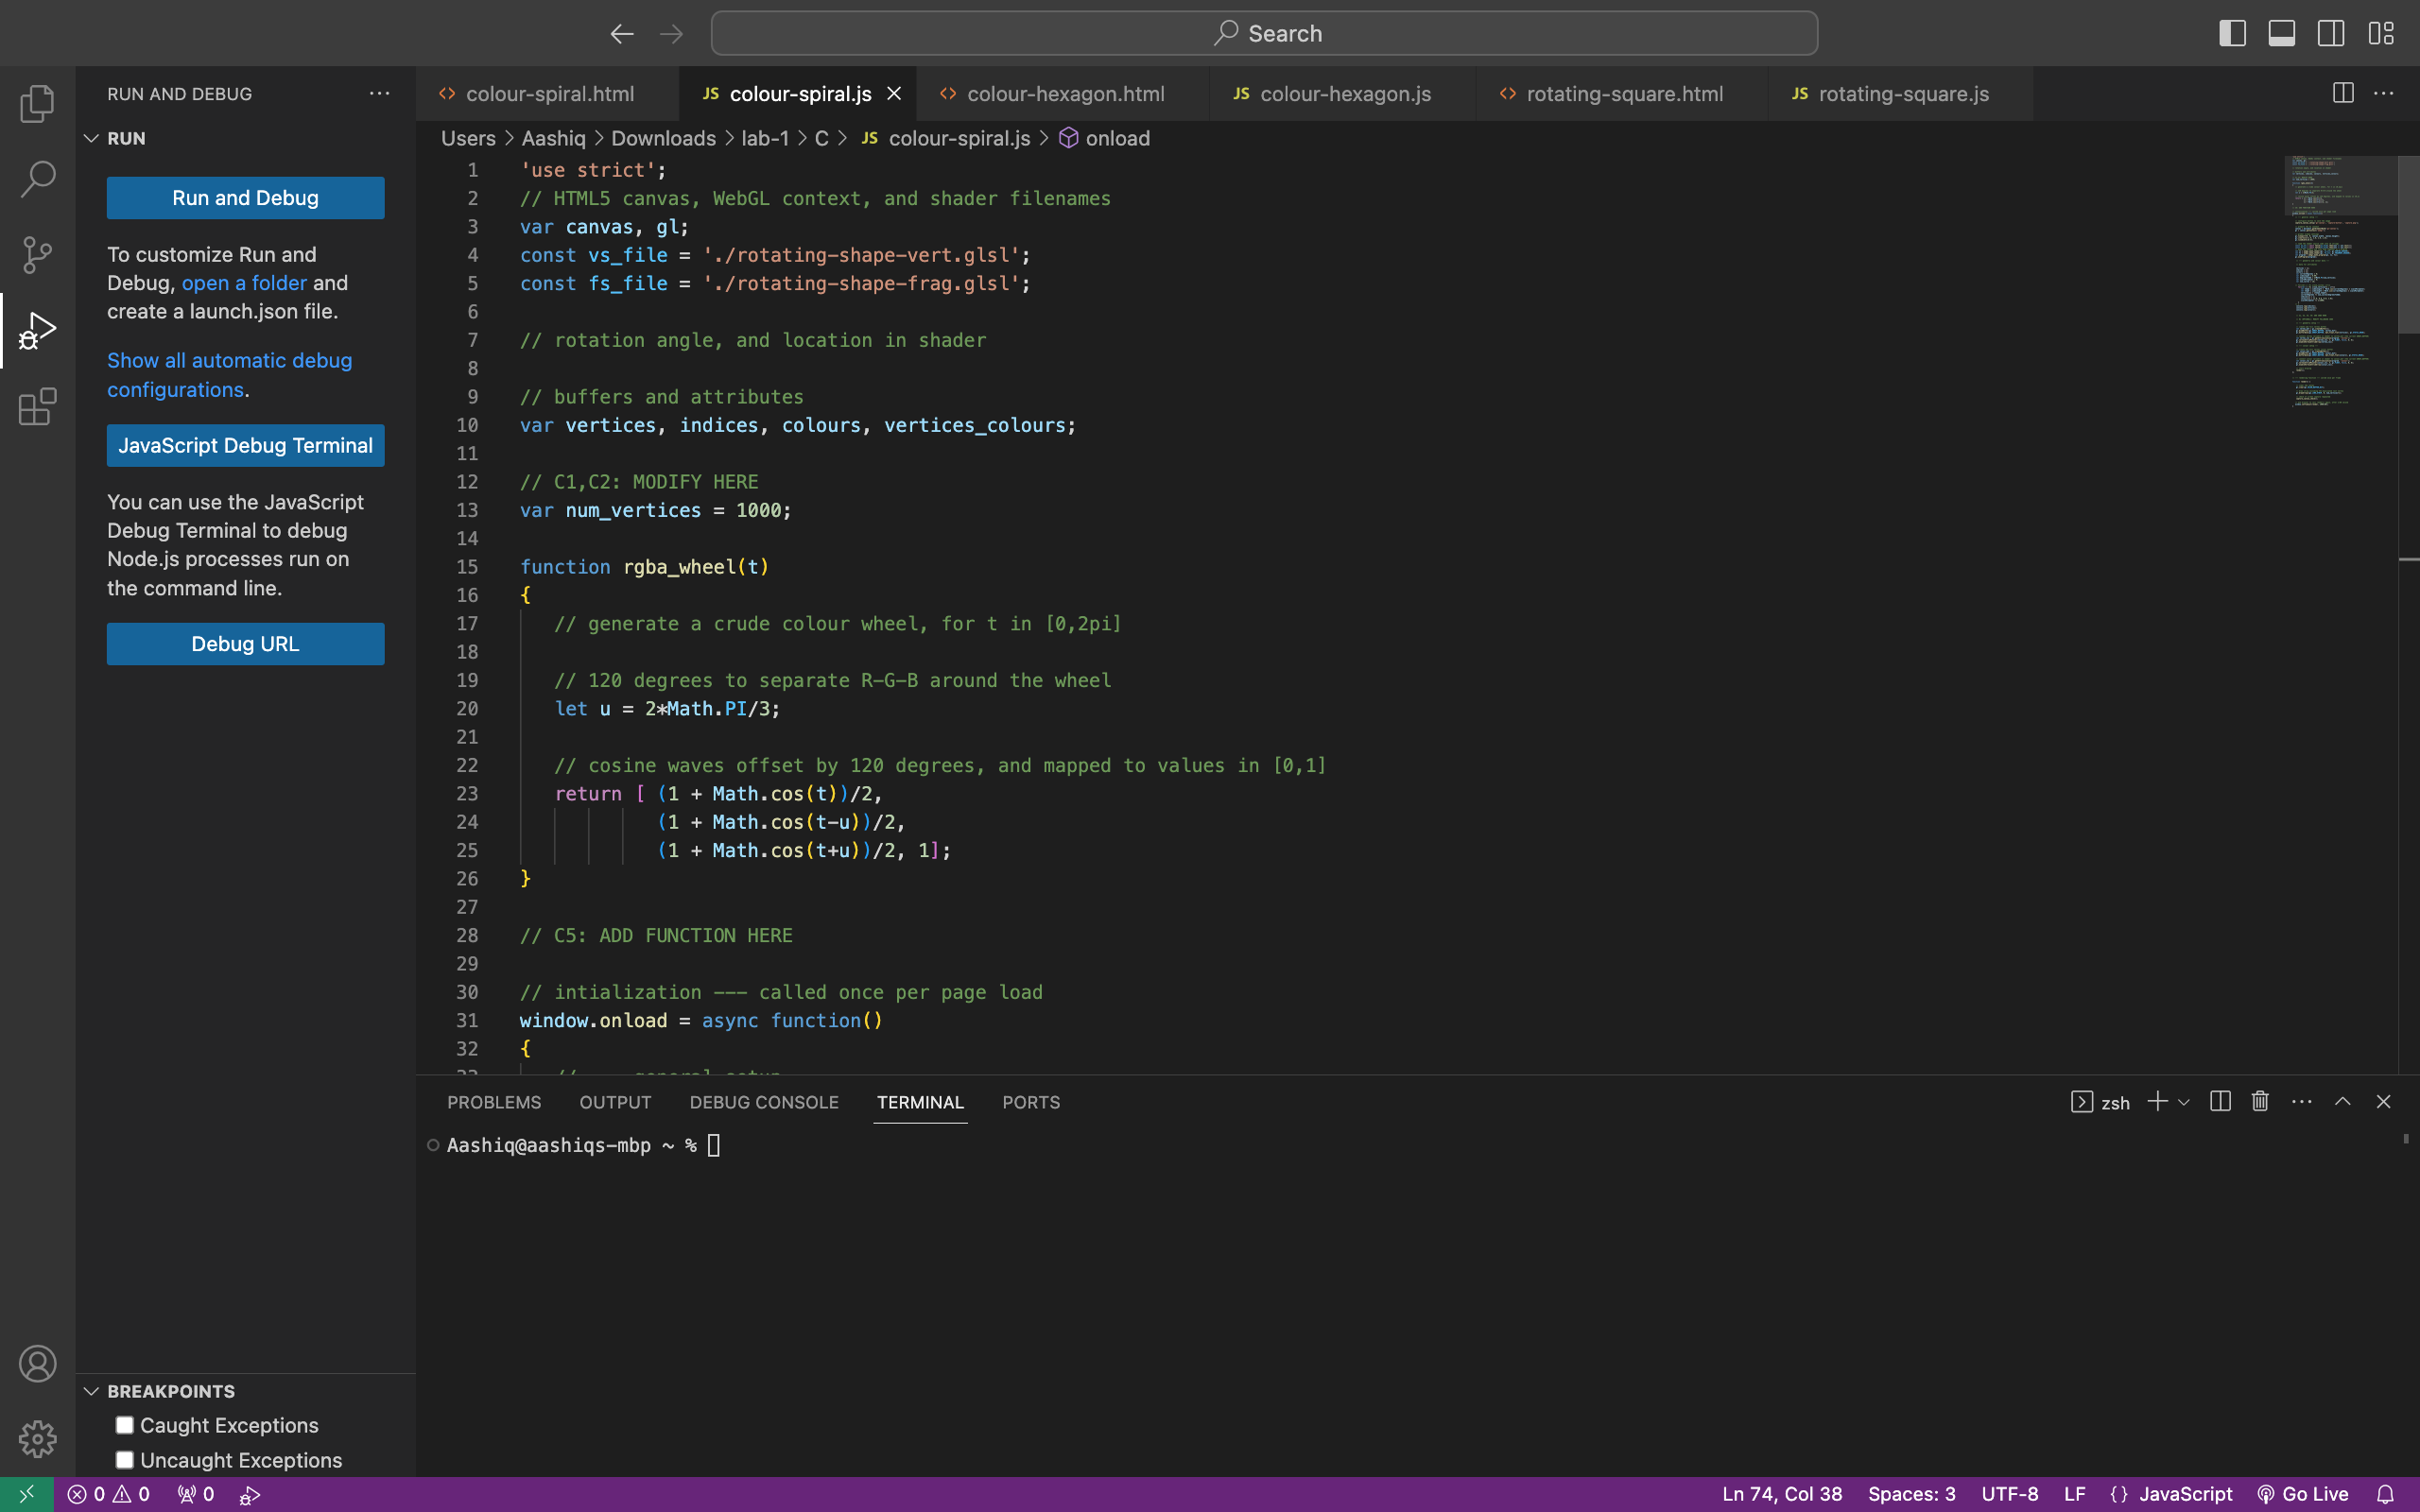 Search
RUN AND DEBUG
RUN
Run and Debug
To customize Run and
Debug, open a folder and
create a launch.json file.
Show all automatic debug
configurations.
JavaScript Debug Terminal
You can use the JavaScript
Debug Terminal to debug
Node.js processes run on
the command line.
Debug URL
BREAKPOINTS
Caught Exceptions
Uncaught Exceptions
colour-spiral.html JS colour-spiral.js colour-hexagon.html JS colour-hexagon.js rotating-square.html JS rotating-square.js
Users > Aashiq > Downloads > lab-1 > C > JS colour-spiral.js > onload
1 'use strict';
2 // HTML5 canvas, WebGL context, and shader filenames
3 var canvas, gl;
4 const vs_file = './rotating-shape-vert.glsl';
5 const fs_file = './rotating-shape-frag.glsl';
6
7 // rotation angle, and location in shader
8
9 // buffers and attributes
10 var vertices, indices, colours, vertices_colours;
11
12 // C1,C2: MODIFY HERE
13 var num_vertices = 1000;
14
15 function rgba_wheel(t)
16 {
17 // generate a crude colour wheel, for t in [0,2pi]
18
19 // 120 degrees to separate R-G-B around the wheel
20 let u = 2*Math.PI/3;
21
22 // cosine waves offset by 120 degrees, and mapped to values in [0,1]
23 return [ (1 + Math.cos(t))/2,
24 (1 + Math.cos(t-u))/2,
25 (1 + Math.cos(t+u))/2, 1];
26 }
27
28 // C5: ADD FUNCTION HERE
29
30 // intialization --- called once per page load
31 window.onload = async function()
32 {
PROBLEMS OUTPUT DEBUG CONSOLE TERMINAL PORTS zsh
Aashiq@aashiqs-mbp ~ %
0 0 0 Ln 74, Col 38 Spaces: 3 UTF-8 LF {} JavaScript Go Live